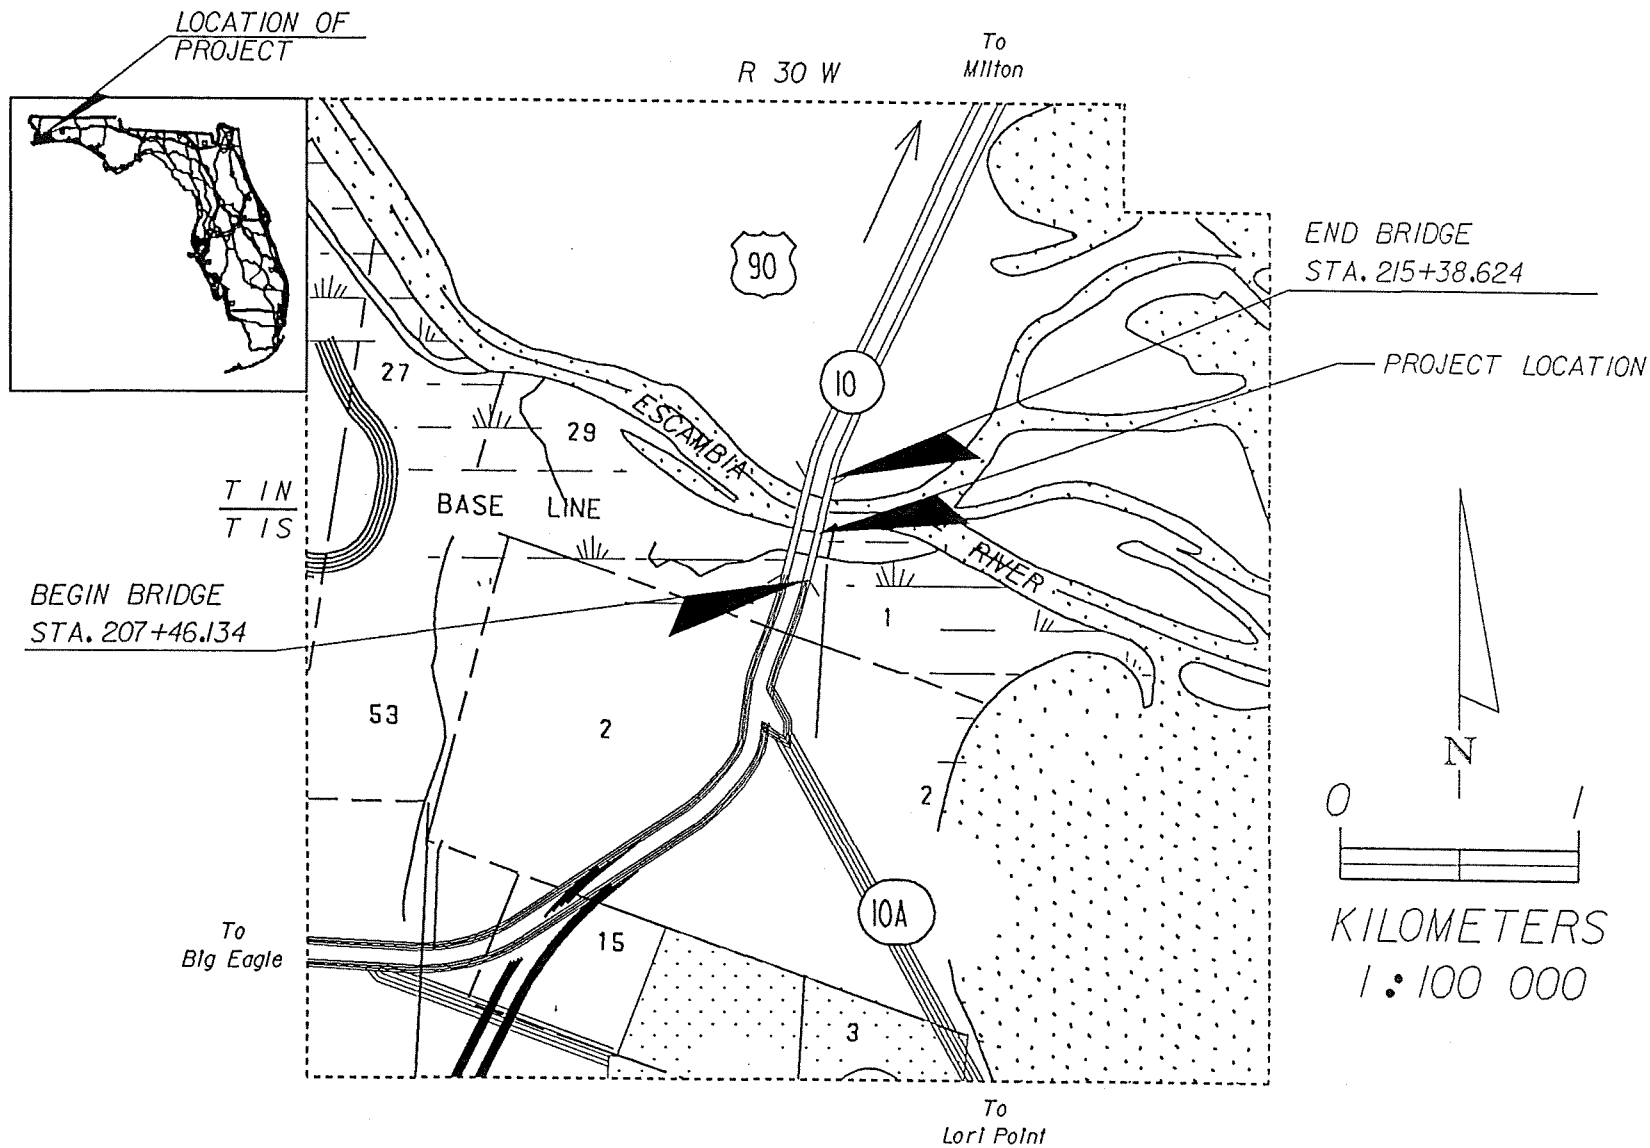 LOCATION OF
PROJECT
R 30 W
To
Milton
90
END BRIDGE
STA. 215+38.624
PROJECT LOCATION
10
27
29
ESCAMBIA
T 1N
T 1S
BASE LINE
RIVER
BEGIN BRIDGE
STA. 207+46.134
1
53
2
2
N
0 1
KILOMETERS
1:100 000
10A
To
Big Eagle
15
3
To
Lori Point